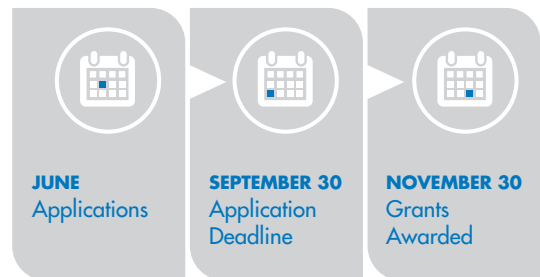 JUNE
Applications
SEPTEMBER 30
Application
Deadline
NOVEMBER 30
Grants
Awarded